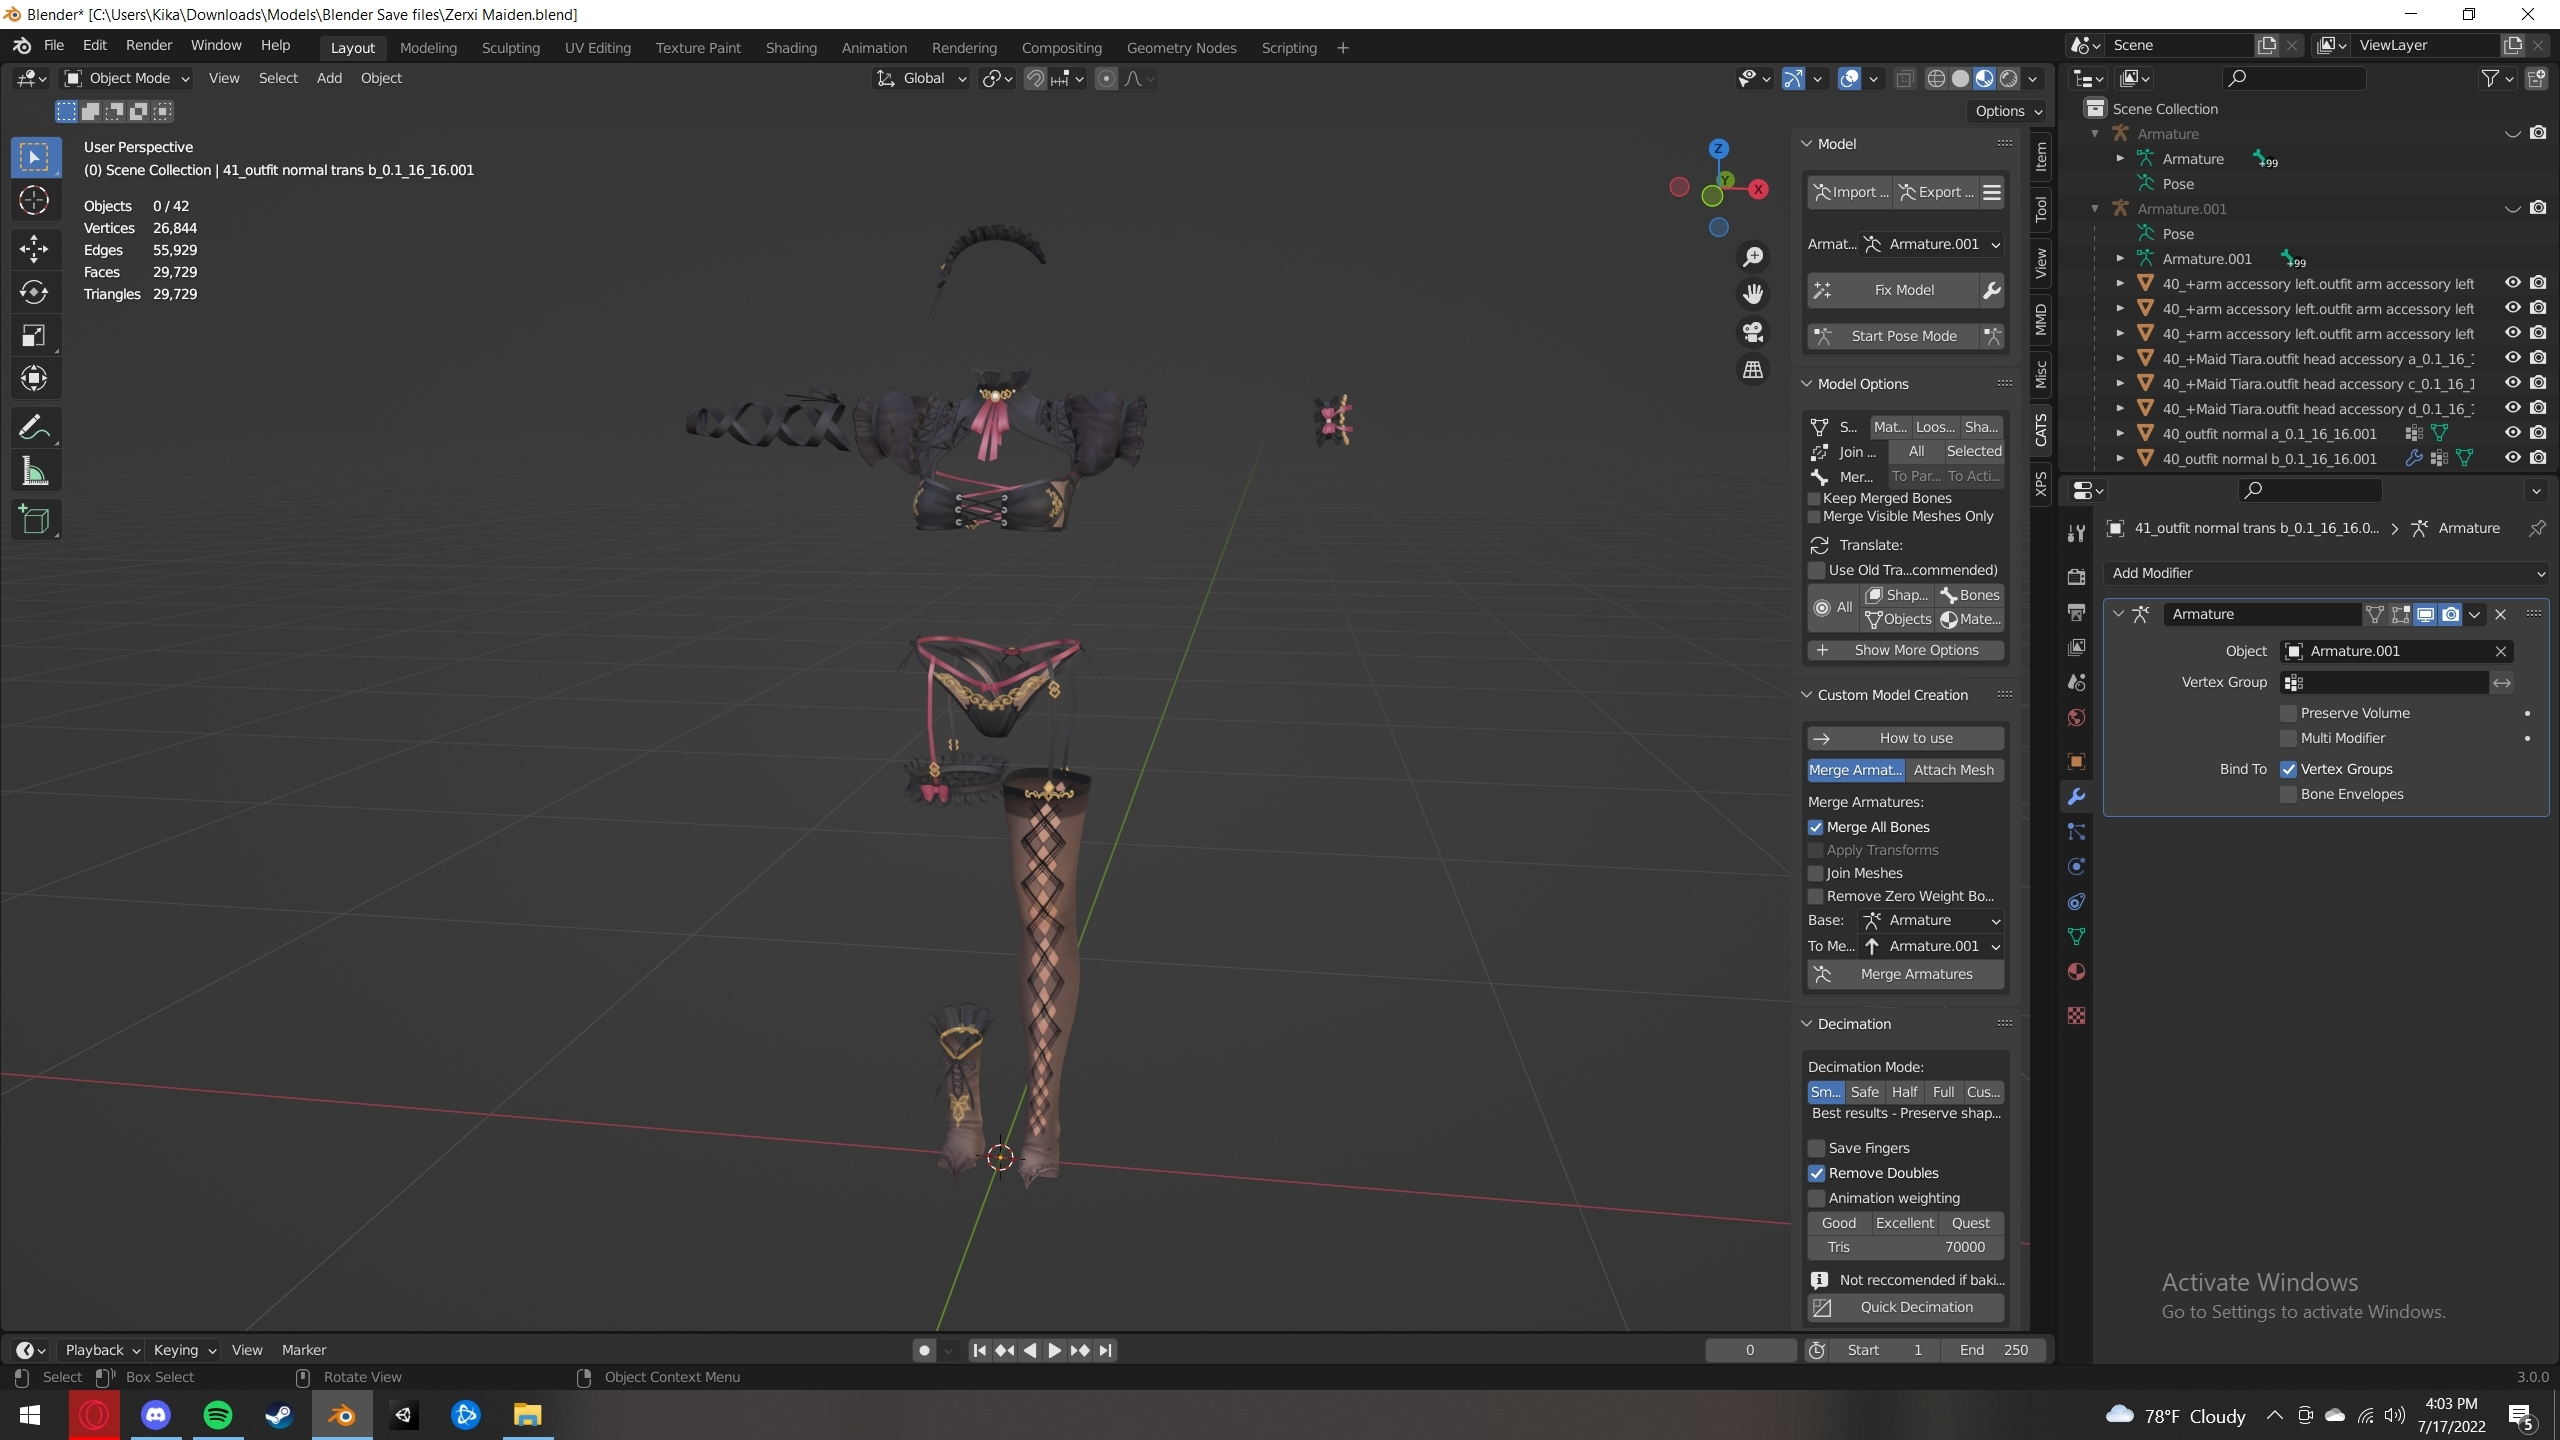 Blender* [C:\Users\Kika\Downloads\Models\Blender Save files\Zerxi Maiden.blend]
File Edit Render Window Help Layout Modeling Sculpting UV Editing Texture Paint Shading Animation Rendering Compositing Geometry Nodes Scripting + Scene ViewLayer
Object Mode View Select Add Object Global
Options
User Perspective
(0) Scene Collection | 41_outfit normal trans b_0.1_16_16.001
Objects 0 / 42
Vertices 26,844
Edges 55,929
Faces 29,729
Triangles 29,729
Z
Y
X
Model
Import ... Export ...
Armat... Armature.001
Fix Model
Start Pose Mode
Model Options
S... Mat... Loos... Sha...
Join ... All Selected
Mer... To Par... To Acti...
Keep Merged Bones
Merge Visible Meshes Only
Translate:
Use Old Tra...commended)
All Shap... Bones
Objects Mate...
Show More Options
Custom Model Creation
How to use
Merge Armat... Attach Mesh
Merge Armatures:
Merge All Bones
Apply Transforms
Join Meshes
Remove Zero Weight Bo...
Base: Armature
To Me... Armature.001
Merge Armatures
Decimation
Decimation Mode:
Sm... Safe Half Full Cus...
Best results - Preserve shap...
Save Fingers
Remove Doubles
Animation weighting
Good Excellent Quest
Tris 70000
Not reccomended if baki...
Quick Decimation
Item
Tool
View
MMD
Misc
CATS
XPS
Scene Collection
Armature
Armature +99
Pose
Armature.001
Pose
Armature.001 +99
40_+arm accessory left.outfit arm accessory left
40_+arm accessory left.outfit arm accessory left
40_+arm accessory left.outfit arm accessory left
40_+Maid Tiara.outfit head accessory a_0.1_16_1
40_+Maid Tiara.outfit head accessory c_0.1_16_1
40_+Maid Tiara.outfit head accessory d_0.1_16_1
40_outfit normal a_0.1_16_16.001
40_outfit normal b_0.1_16_16.001
41_outfit normal trans b_0.1_16_16.0... > Armature
Add Modifier
Armature
Object Armature.001
Vertex Group
Preserve Volume
Multi Modifier
Bind To Vertex Groups
Bone Envelopes
Activate Windows
Go to Settings to activate Windows.
Playback Keying View Marker 0 Start 1 End 250
Select Box Select Rotate View Object Context Menu 3.0.0
78°F Cloudy
4:03 PM
7/17/2022
5